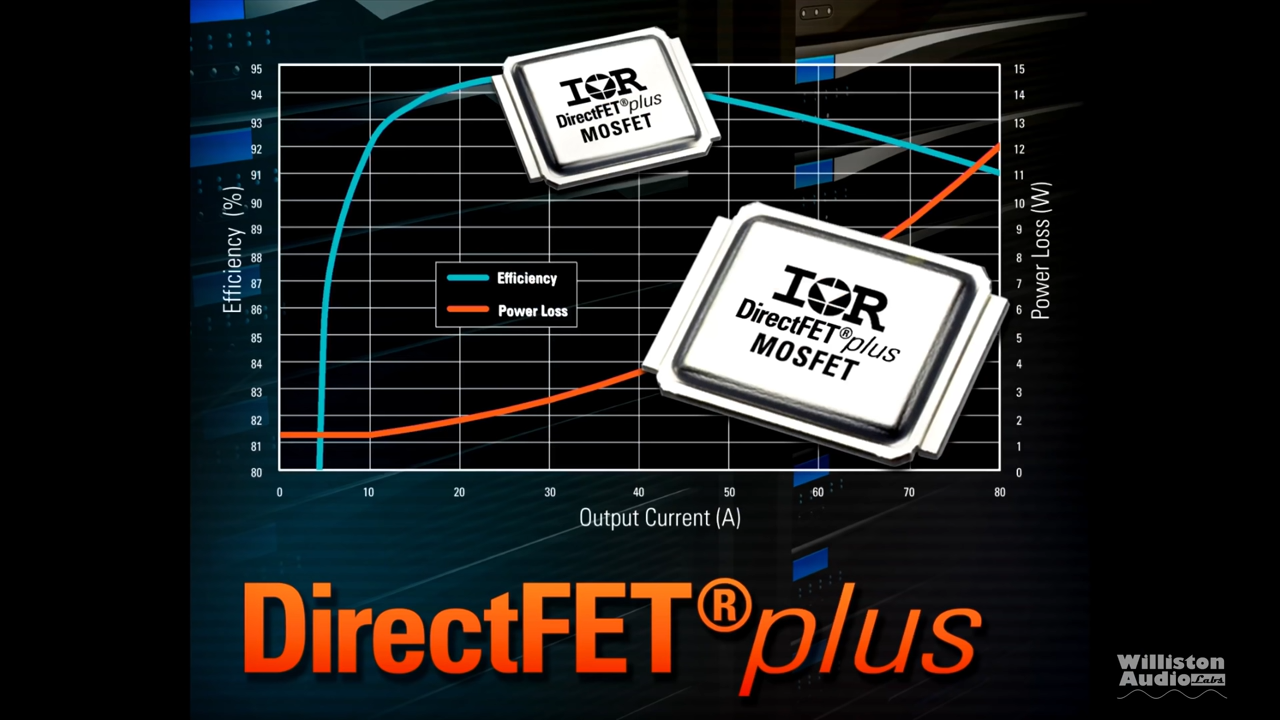 IOR
DirectFET®plus
MOSFET
IOR
DirectFET®plus
MOSFET
95
94
93
92
91
90
89
88
87
86
85
84
83
82
81
80
Efficiency (%)
15
14
13
12
11
10
9
8
7
6
5
4
3
2
1
0
Power Loss (W)
Efficiency
Power Loss
0 10 20 30 40 50 60 70 80
Output Current (A)
DirectFET®plus
Williston
Audio Labs